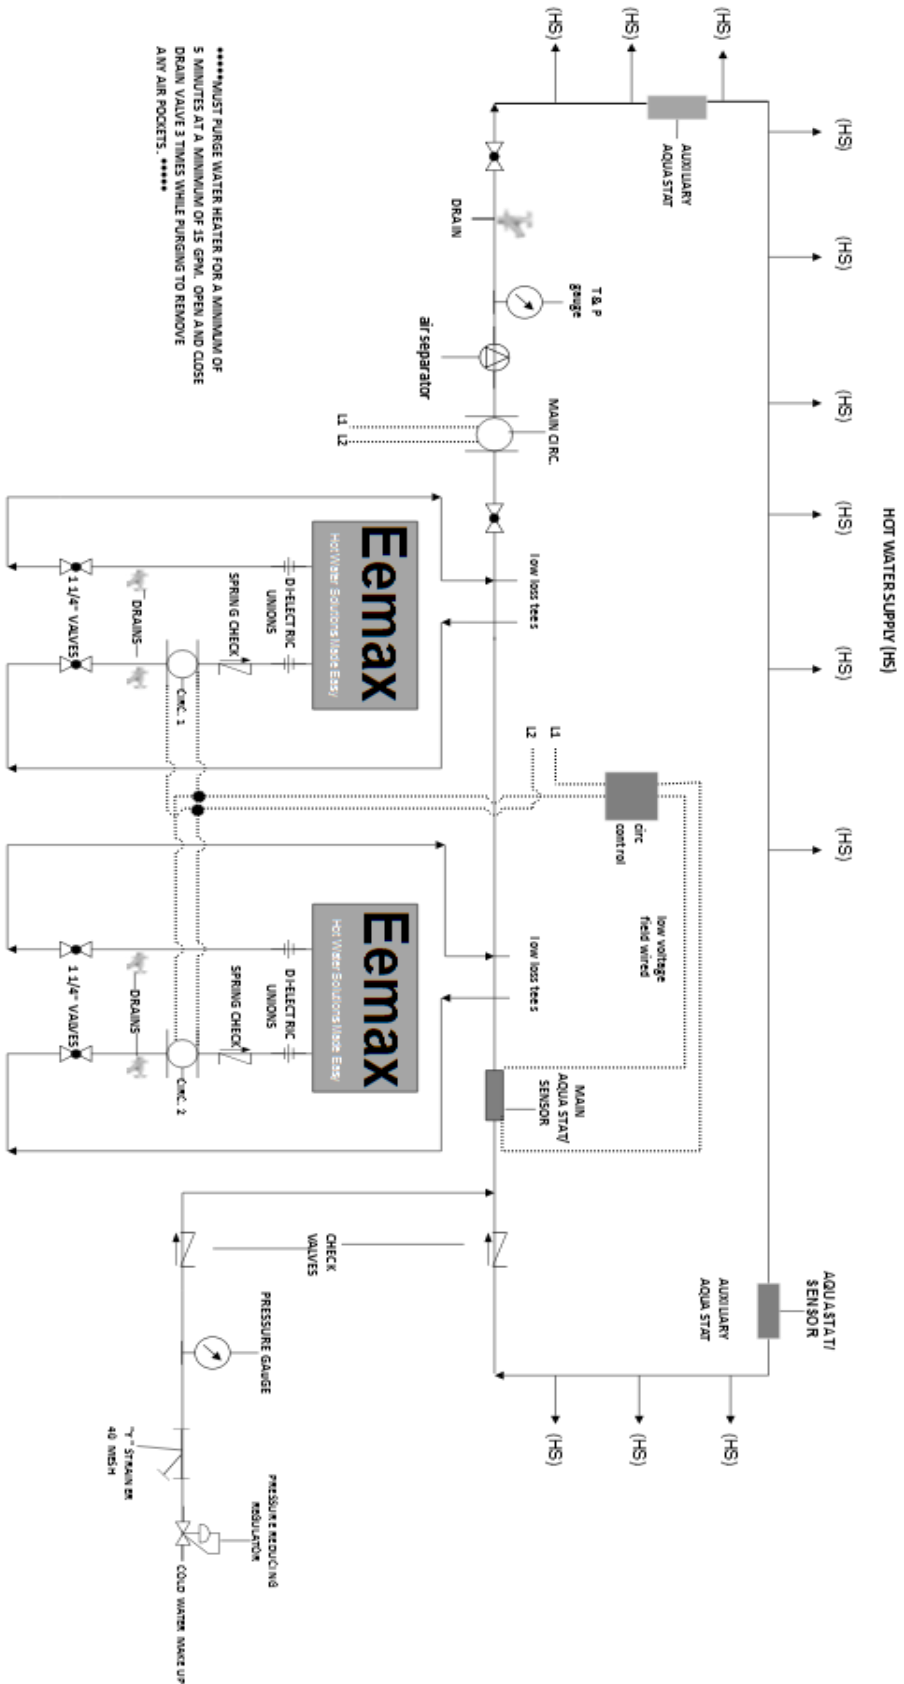 HOT WATER SUPPLY (HS)
(HS)
(HS)
(HS)
(HS)
(HS)
(HS)
(HS)
(HS)
(HS)
(HS)
(HS)
(HS)
AUXILIARY
AQUA STAT
AQUASTAT/
SENSOR
AUXILIARY
AQUA STAT
T & P
gauge
DRAIN
air separator
MAIN CIRC.
L1
L2
low loss tees
L1
L2
circ
control
low voltage
field wired
low loss tees
MAIN
AQUA STAT/
SENSOR
*****MUST PURGE WATER HEATER FOR A MINIMUM OF
5 MINUTES AT A MINIMUM OF 15 GPM. OPEN AND CLOSE
DRAIN VALVE 3 TIMES WHILE PURGING TO REMOVE
ANY AIR POCKETS. *****
Eemax
Hot Water Solutions Made Easy
DI-ELECTRIC
UNIONS
SPRING CHECK
DRAINS
CIRC. 1
1 1/4" VALVES
Eemax
Hot Water Solutions Made Easy
DI-ELECTRIC
UNIONS
SPRING CHECK
DRAINS
CIRC. 2
1 1/4" VALVES
CHECK
VALVES
PRESSURE GAUGE
"Y" STRAINER
40 MESH
PRESSURE REDUCING
REGULATOR
COLD WATER MAKE UP